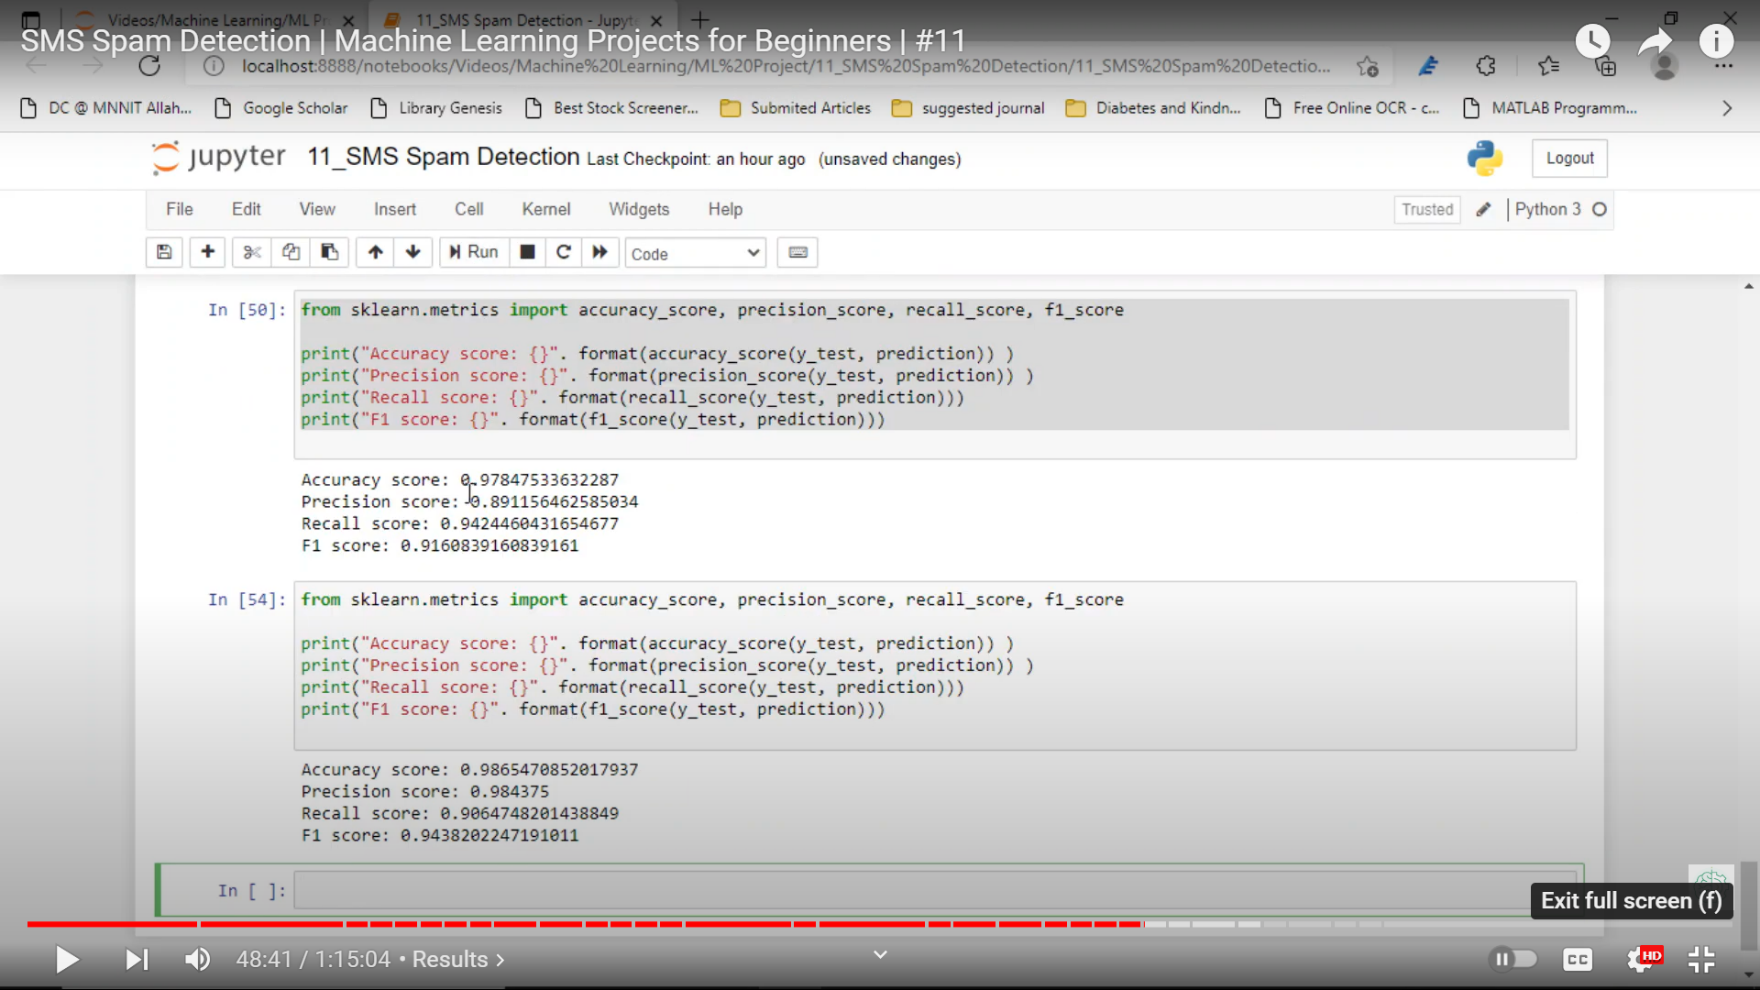 Videos/Machine Learning/ML Pr
11_SMS Spam Detection - Jupyte
SMS Spam Detection | Machine Learning Projects for Beginners | #11
localhost:8888/notebooks/Videos/Machine%20Learning/ML%20Project/11_SMS%20Spam%20Detection/11_SMS%20Spam%20Detectio...
DC @ MNNIT Allah... Google Scholar Library Genesis Best Stock Screener... Submited Articles suggested journal Diabetes and Kindn... Free Online OCR - c... MATLAB Programm...
jupyter 11_SMS Spam Detection Last Checkpoint: an hour ago (unsaved changes) Logout
File Edit View Insert Cell Kernel Widgets Help Trusted Python 3
Run Code
In [50]: from sklearn.metrics import accuracy_score, precision_score, recall_score, f1_score
print("Accuracy score: {}". format(accuracy_score(y_test, prediction)) )
print("Precision score: {}". format(precision_score(y_test, prediction)) )
print("Recall score: {}". format(recall_score(y_test, prediction)))
print("F1 score: {}". format(f1_score(y_test, prediction)))
Accuracy score: 0.97847533632287
Precision score: 0.891156462585034
Recall score: 0.9424460431654677
F1 score: 0.9160839160839161
In [54]: from sklearn.metrics import accuracy_score, precision_score, recall_score, f1_score
print("Accuracy score: {}". format(accuracy_score(y_test, prediction)) )
print("Precision score: {}". format(precision_score(y_test, prediction)) )
print("Recall score: {}". format(recall_score(y_test, prediction)))
print("F1 score: {}". format(f1_score(y_test, prediction)))
Accuracy score: 0.9865470852017937
Precision score: 0.984375
Recall score: 0.9064748201438849
F1 score: 0.9438202247191011
In [ ]:
Exit full screen (f)
48:41 / 1:15:04 • Results
CC HD